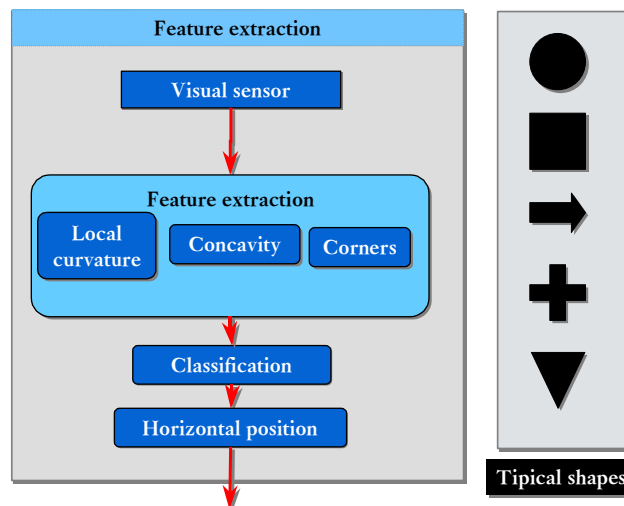 Feature extraction
Visual sensor
Feature extraction
Local
curvature
Concavity
Corners
Classification
Horizontal position
Tipical shapes